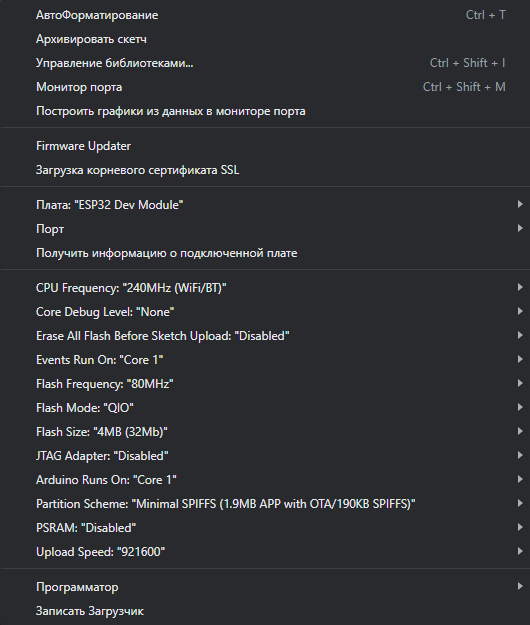 АвтоФорматирование Ctrl + T
Архивировать скетч
Управление библиотеками... Ctrl + Shift + I
Монитор порта Ctrl + Shift + M
Построить графики из данных в мониторе порта
Firmware Updater
Загрузка корневого сертификата SSL
Плата: "ESP32 Dev Module"
Порт
Получить информацию о подключенной плате
CPU Frequency: "240MHz (WiFi/BT)"
Core Debug Level: "None"
Erase All Flash Before Sketch Upload: "Disabled"
Events Run On: "Core 1"
Flash Frequency: "80MHz"
Flash Mode: "QIO"
Flash Size: "4MB (32Mb)"
JTAG Adapter: "Disabled"
Arduino Runs On: "Core 1"
Partition Scheme: "Minimal SPIFFS (1.9MB APP with OTA/190KB SPIFFS)"
PSRAM: "Disabled"
Upload Speed: "921600"
Программатор
Записать Загрузчик